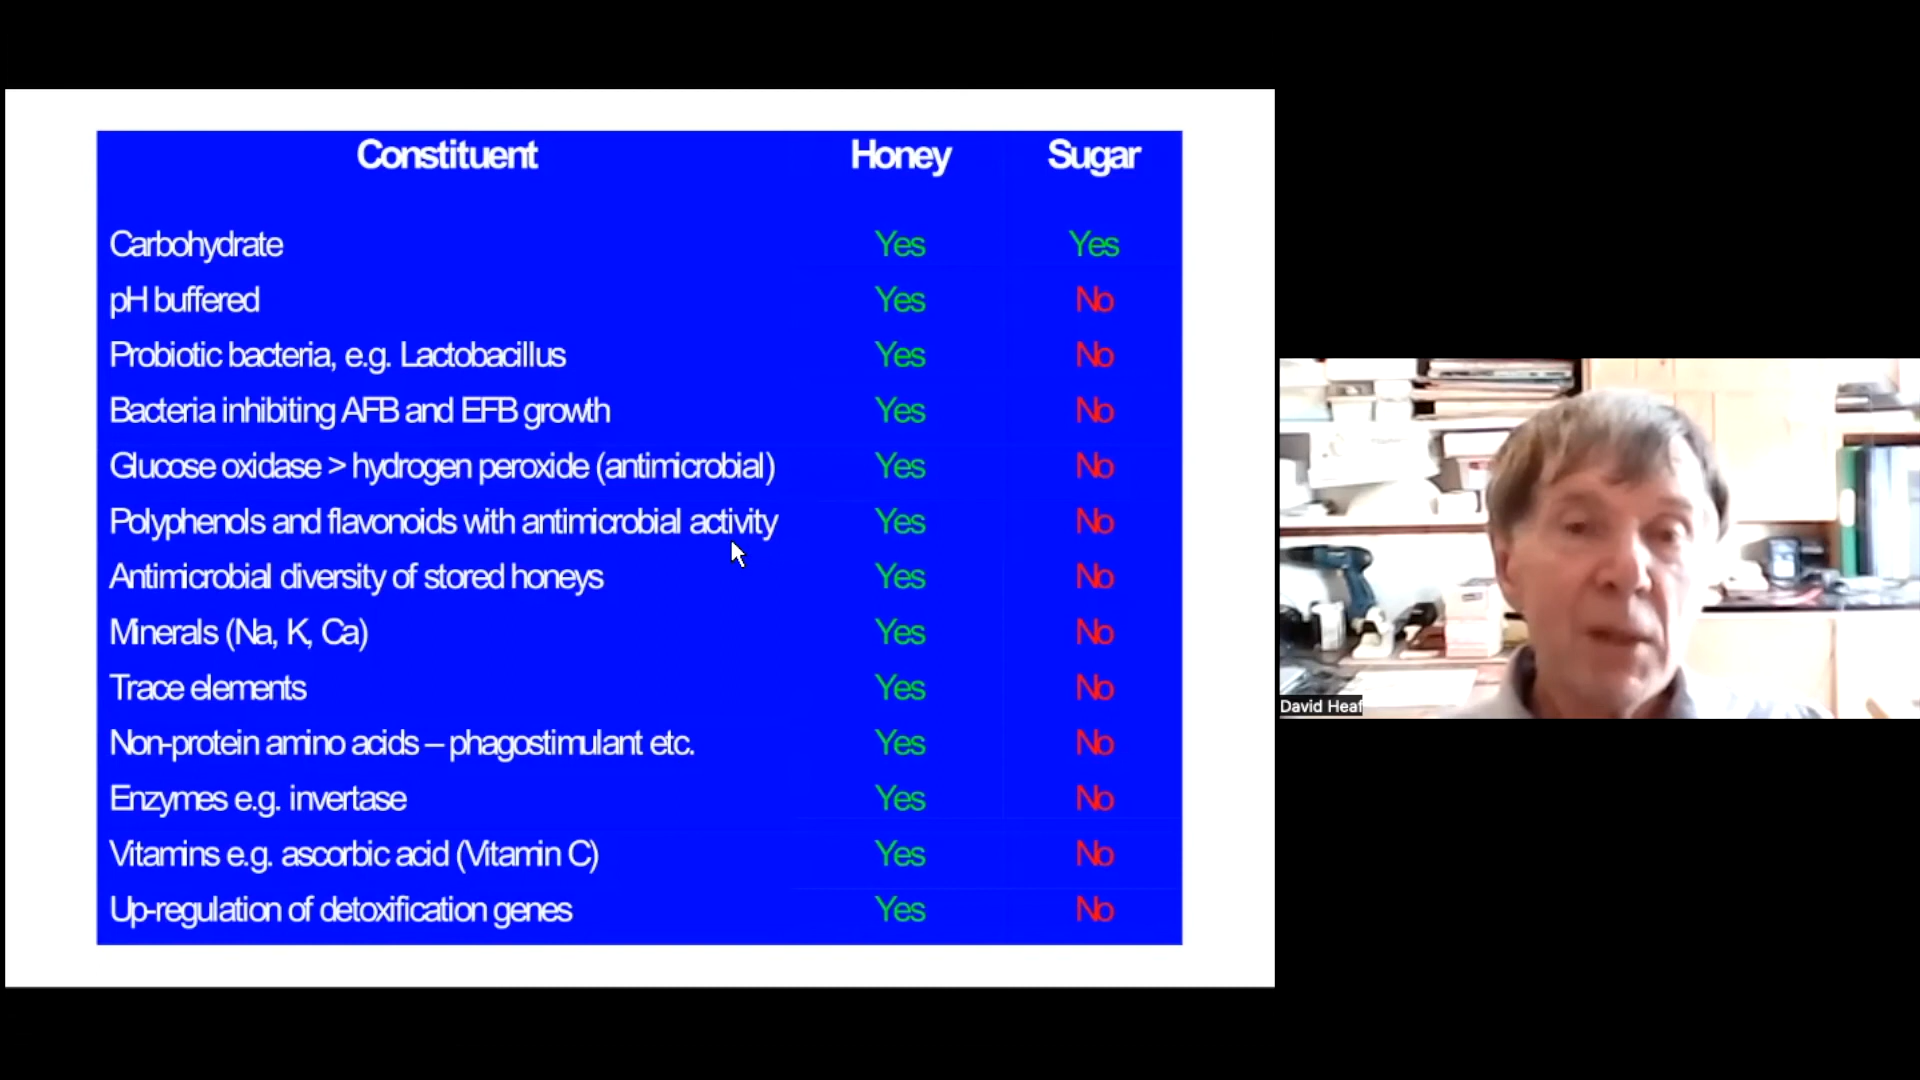 Constituent Honey Sugar
Carbohydrate Yes Yes
pH buffered Yes No
Probiotic bacteria, e.g. Lactobacillus Yes No
Bacteria inhibiting AFB and EFB growth Yes No
Glucose oxidase > hydrogen peroxide (antimicrobial) Yes No
Polyphenols and flavonoids with antimicrobial activity Yes No
Antimicrobial diversity of stored honeys Yes No
Minerals (Na, K, Ca) Yes No
Trace elements Yes No
Non-protein amino acids – phagostimulant etc. Yes No
Enzymes e.g. invertase Yes No
Vitamins e.g. ascorbic acid (Vitamin C) Yes No
Up-regulation of detoxification genes Yes No
David Heaf